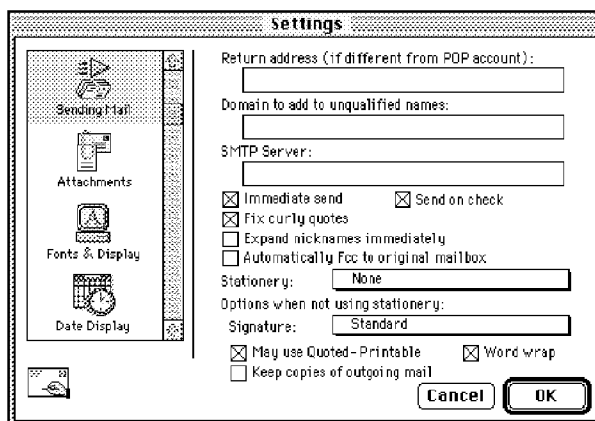 Settings
Sending Mail
Attachments
Fonts & Display
Date Display
Return address (if different from POP account):
Domain to add to unqualified names:
SMTP Server:
Immediate send Send on check
Fix curly quotes
Expand nicknames immediately
Automatically Fcc to original mailbox
Stationery: None
Options when not using stationery:
Signature: Standard
May use Quoted-Printable Word wrap
Keep copies of outgoing mail
Cancel OK